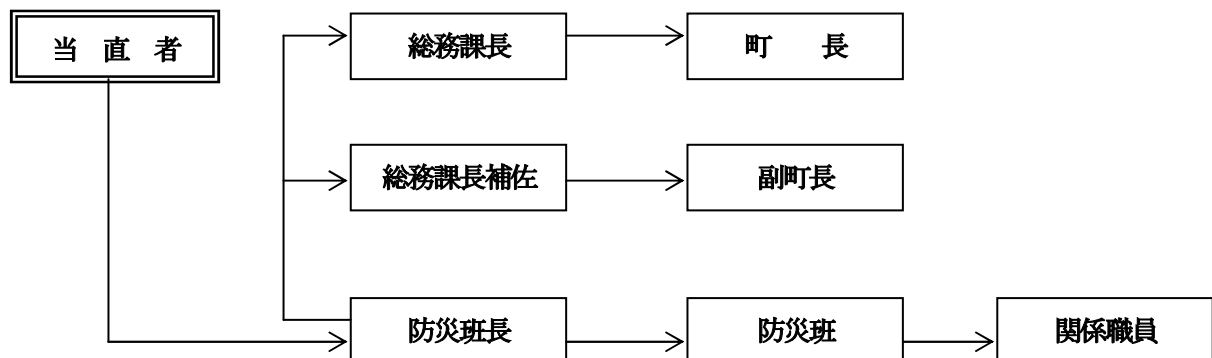 当 直 者
総務課長
町 長
総務課長補佐
副町長
防災班長
防災班
関係職員